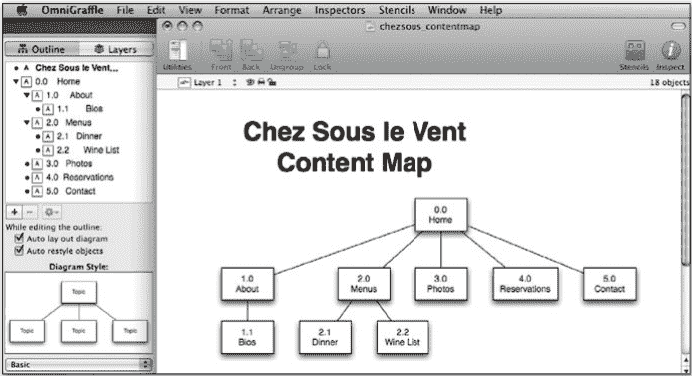 OmniGraffle File Edit View Format Arrange Inspectors Stencils Window Help
chezsous_contentmap
Outline Layers
Utilities Front Back Ungroup Lock Stencils Inspect
Layer 1 18 objects
A Chez Sous le Vent...
A 0.0 Home
A 1.0 About
A 1.1 Bios
A 2.0 Menus
A 2.1 Dinner
A 2.2 Wine List
A 3.0 Photos
A 4.0 Reservations
A 5.0 Contact
While editing the outline:
Auto lay out diagram
Auto restyle objects
Diagram Style:
Topic
Topic Topic Topic
Basic
Chez Sous le Vent
Content Map
0.0
Home
1.0
About
2.0
Menus
3.0
Photos
4.0
Reservations
5.0
Contact
1.1
Bios
2.1
Dinner
2.2
Wine List